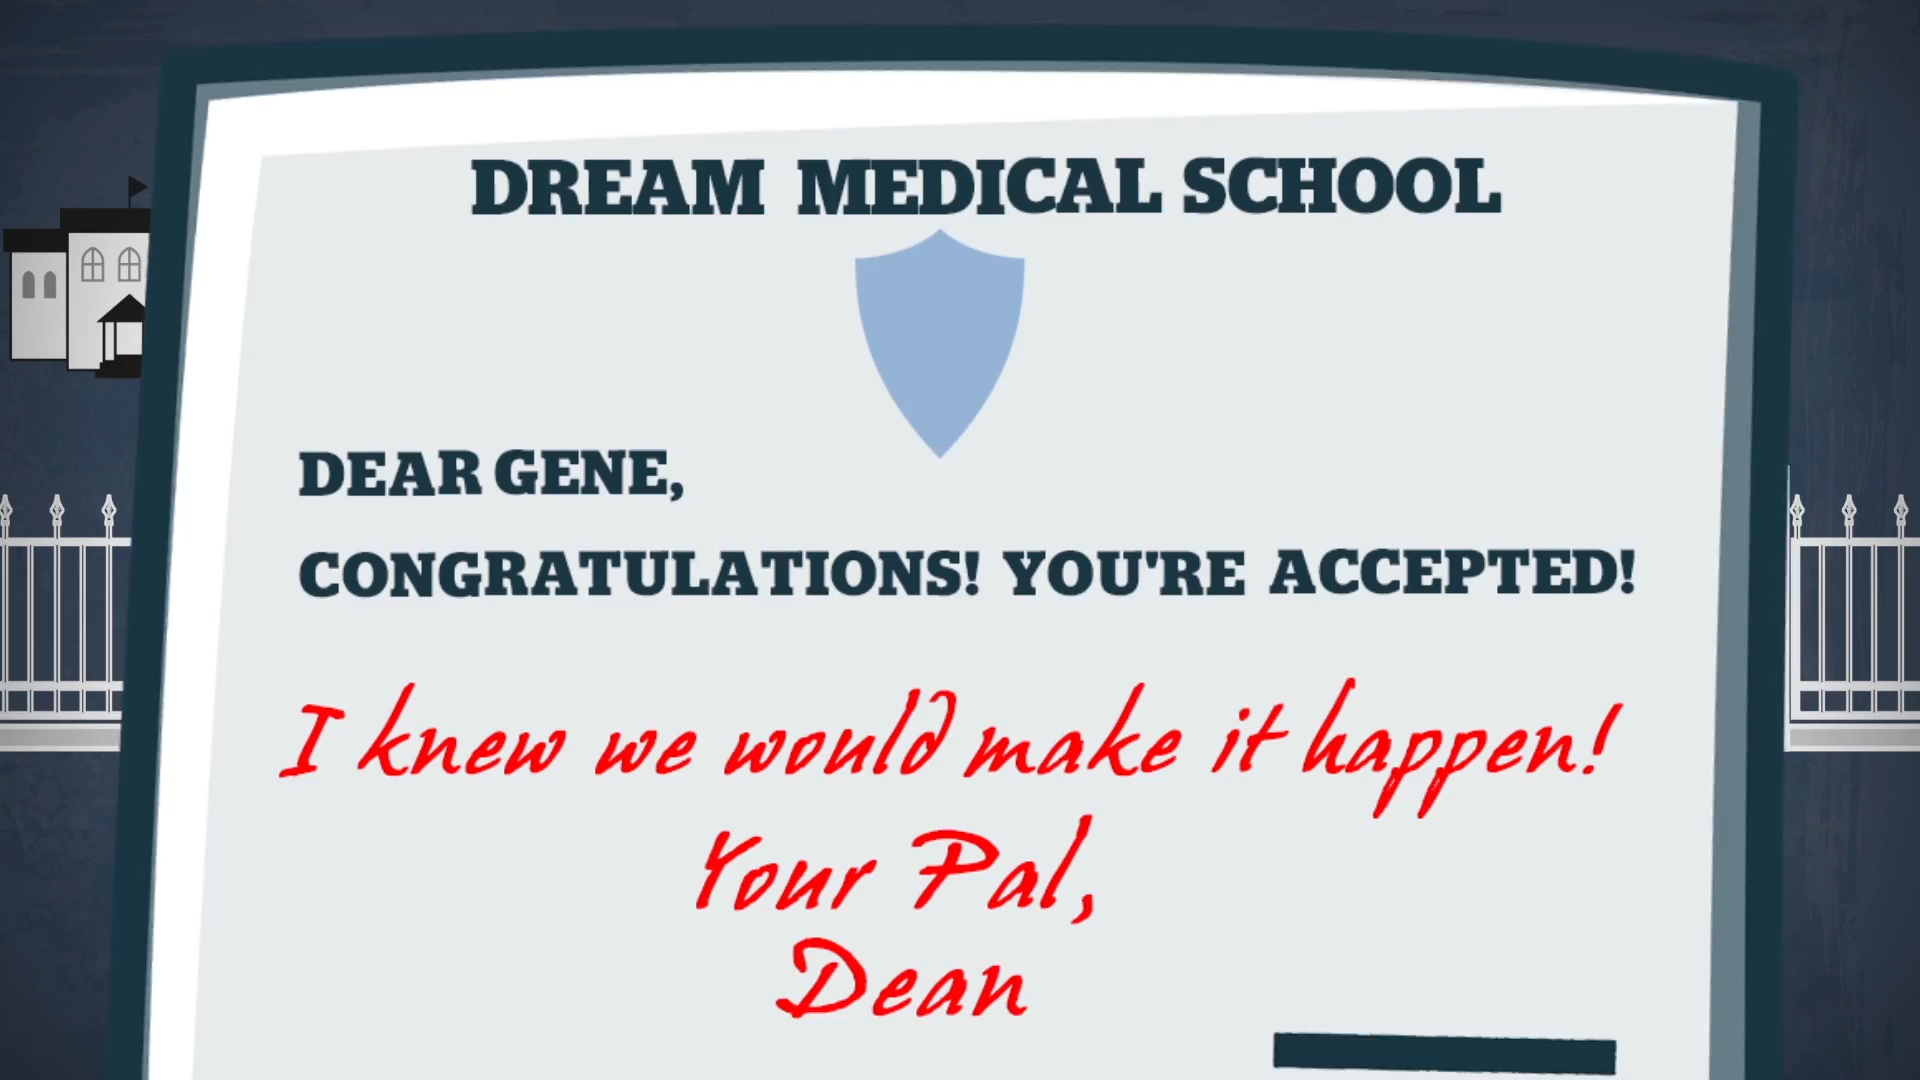 DREAM MEDICAL SCHOOL
DEAR GENE,
CONGRATULATIONS! YOU'RE ACCEPTED!
I knew we would make it happen!
Your Pal,
Dean